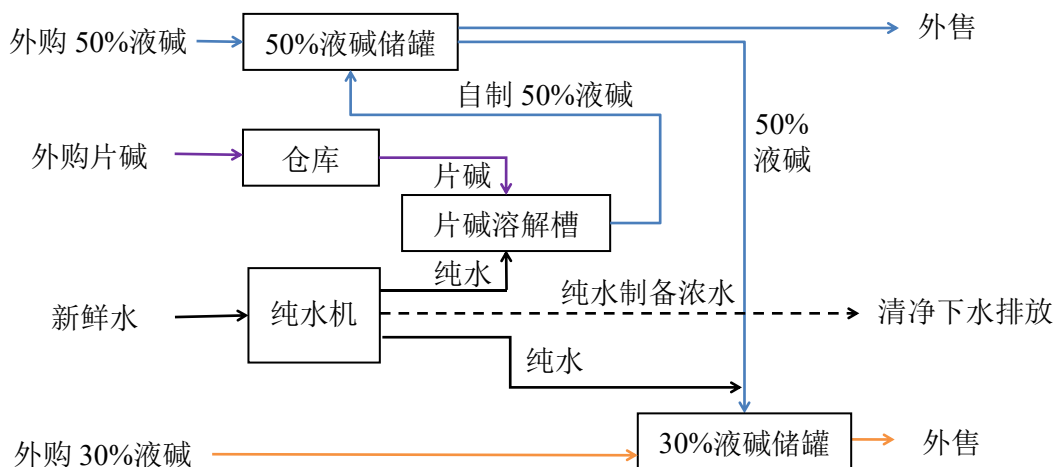 外购 50%液碱
50%液碱储罐
外售
自制 50%液碱
50%
液碱
外购片碱
仓库
片碱
片碱溶解槽
纯水
新鲜水
纯水机
纯水制备浓水
清净下水排放
纯水
外购 30%液碱
30%液碱储罐
外售